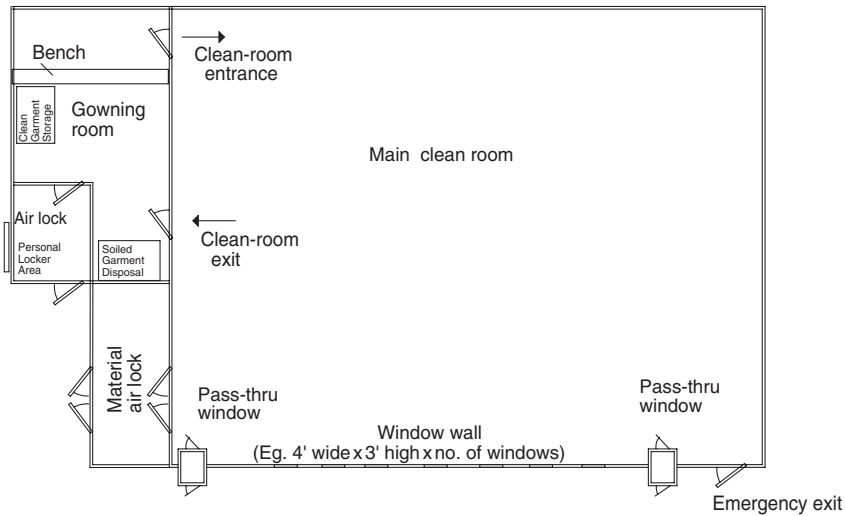 Bench
Clean-room
entrance
Clean
Garment
Storage
Gowning
room
Main clean room
Air lock
Personal
Locker
Area
Soiled
Garment
Disposal
Clean-room
exit
Material
air lock
Pass-thru
window
Pass-thru
window
Window wall
(Eg. 4' wide x 3' high x no. of windows)
Emergency exit